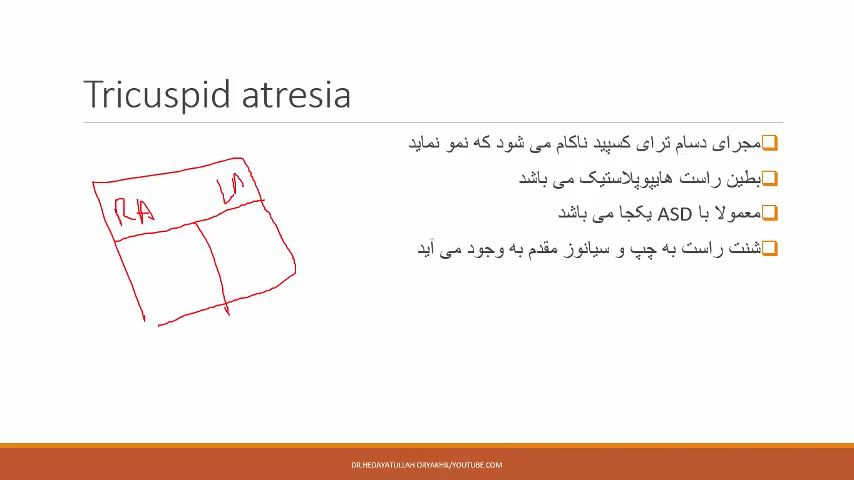 Tricuspid atresia
مجرای دسام ترای کسپید ناکام می شود که نمو نماید
بطین راست هایپوپلاستیک می باشد
معمولا با ASD یکجا می باشد
شنت راست به چپ و سیانوز مقدم به وجود می آید
RA
LA
DR.HEDAYATULLAH ORYAKHIL/YOUTUBE.COM